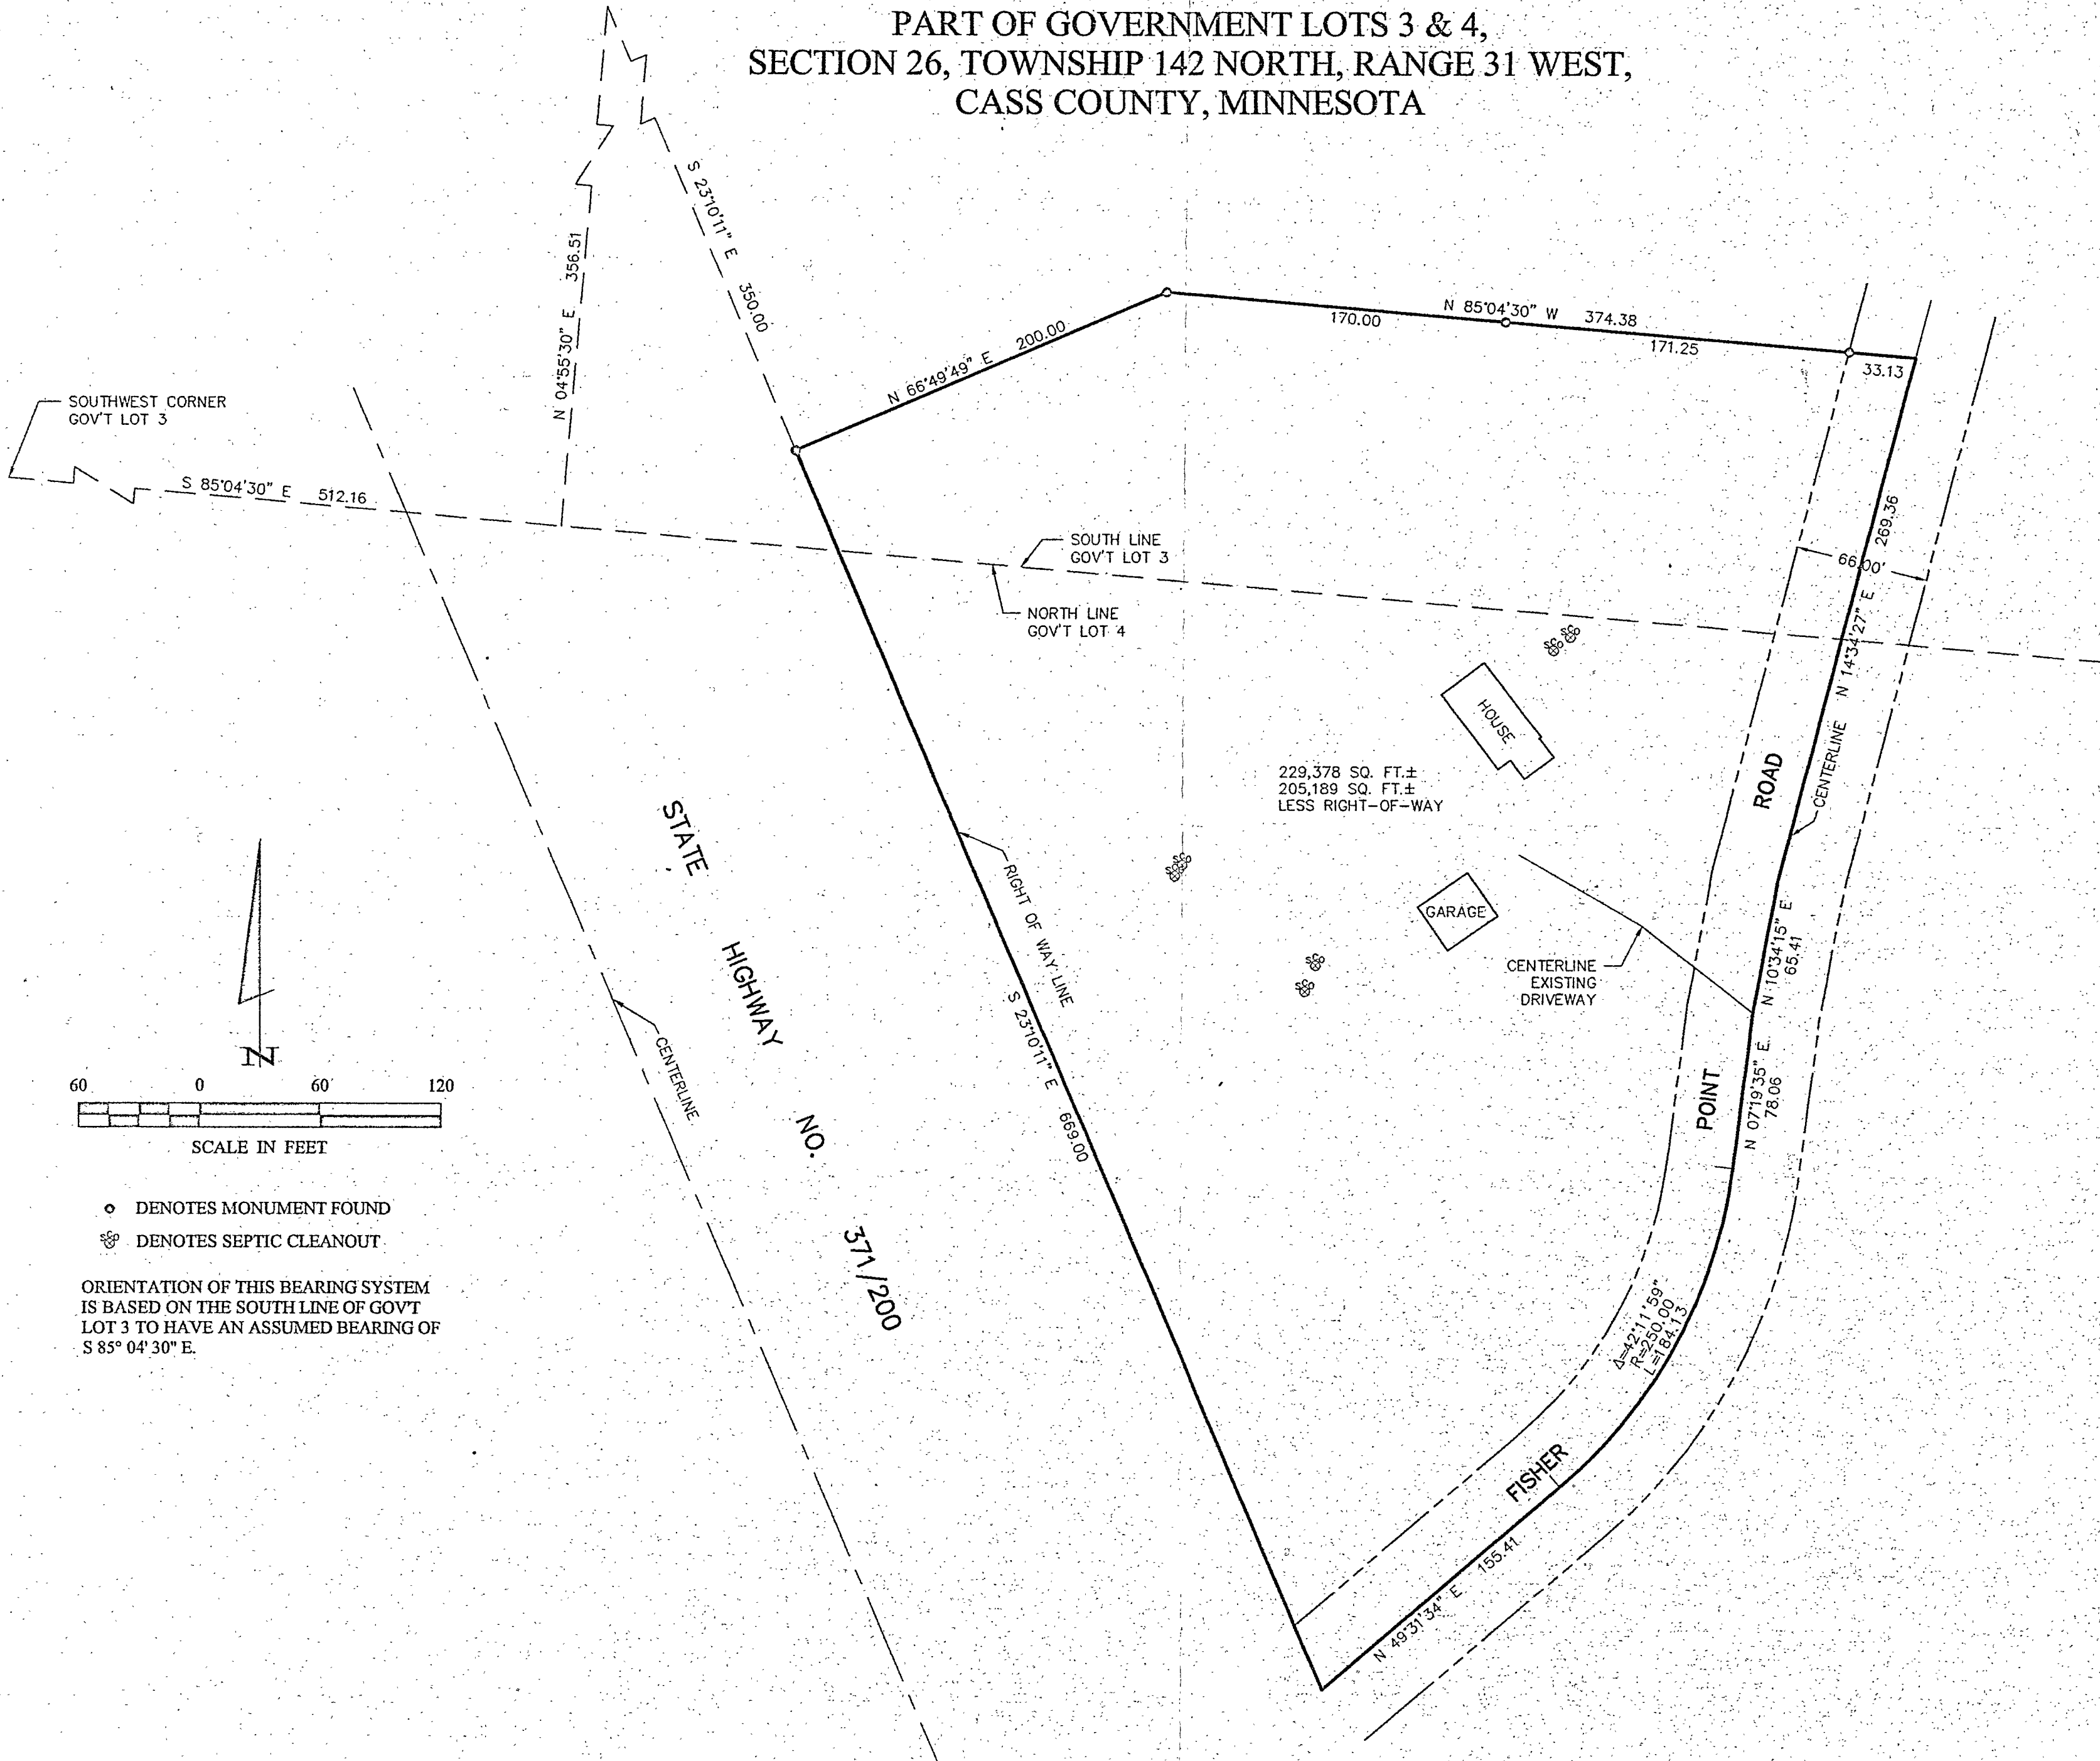 PART OF GOVERNMENT LOTS 3 & 4,
SECTION 26, TOWNSHIP 142 NORTH, RANGE 31 WEST,
CASS COUNTY, MINNESOTA
S 23°10'11" E 350.00
N 04°55'30" E 356.51
N 66°49'49" E 200.00
N 85°04'30" W 374.38
170.00
171.25
33.13
SOUTHWEST CORNER
GOV'T LOT 3
S 85°04'30" E 512.16
SOUTH LINE
GOV'T LOT 3
NORTH LINE
GOV'T LOT 4
269.36
66.00'
N 14°34'27" E
CENTERLINE
SC
SC
HOUSE
229,378 SQ. FT.±
205,189 SQ. FT.±
LESS RIGHT-OF-WAY
ROAD
STATE
HIGHWAY
NO.
371/200
RIGHT OF WAY LINE
SC
SC
GARAGE
SC
SC
CENTERLINE
EXISTING
DRIVEWAY
N 10°34'15" E
65.41
S 23°10'11" E 669.00
CENTERLINE
N 07°19'35" E
78.06
POINT
N
60 0 60 120
SCALE IN FEET
DENOTES MONUMENT FOUND
SC DENOTES SEPTIC CLEANOUT
ORIENTATION OF THIS BEARING SYSTEM
IS BASED ON THE SOUTH LINE OF GOV'T
LOT 3 TO HAVE AN ASSUMED BEARING OF
S 85° 04' 30" E.
Δ=42°11'59"
R=250.00
L=184.13
FISHER
N 49°31'34" E 155.41